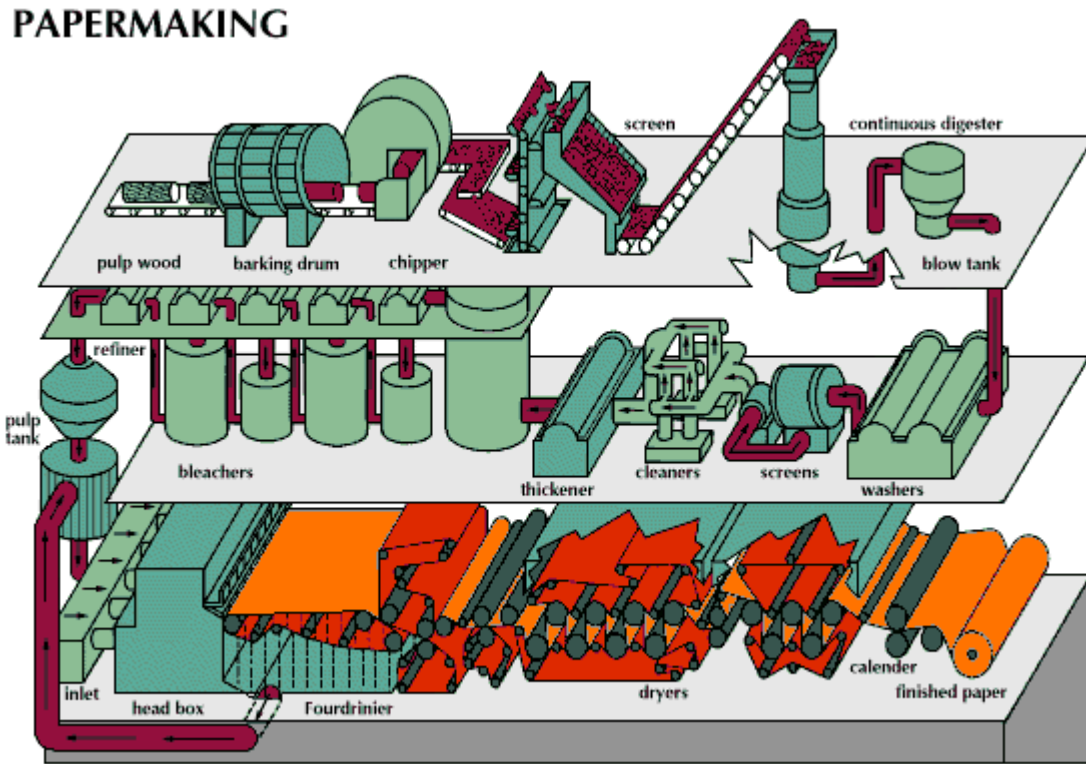 PAPERMAKING
screen
continuous digester
pulp wood
barking drum
chipper
blow tank
refiner
pulp
tank
bleachers
thickener
cleaners
screens
washers
inlet
head box
Fourdrinier
dryers
calender
finished paper